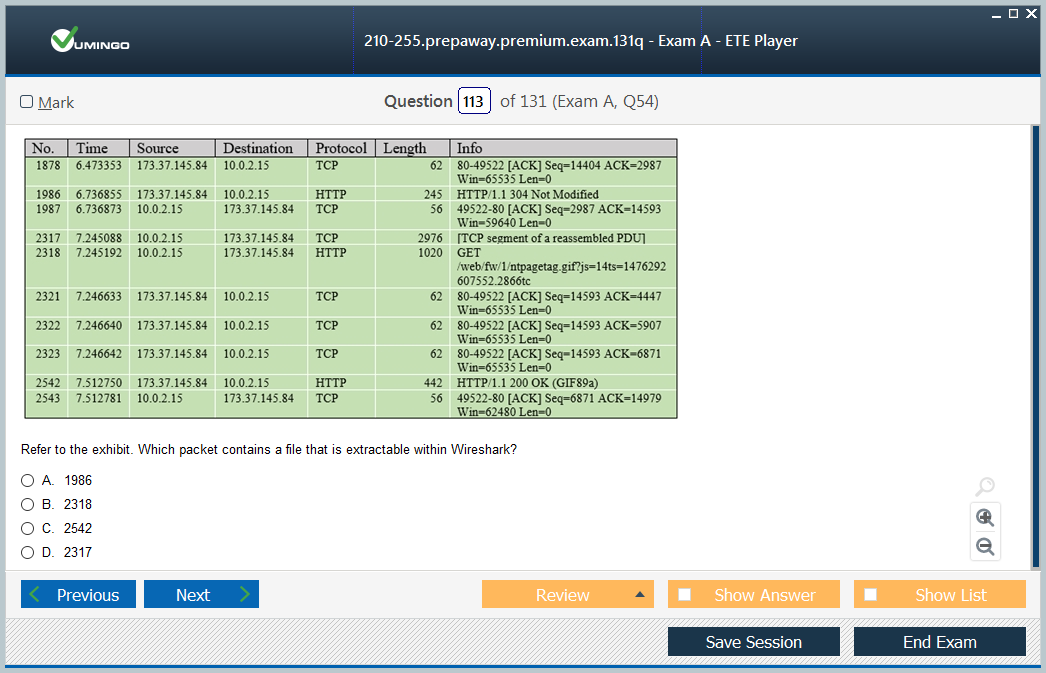 VUMINGO
210-255.prepaway.premium.exam.131q - Exam A - ETE Player
Mark
Question 113 of 131 (Exam A, Q54)
No. Time Source Destination Protocol Length Info
1878 6.473353 173.37.145.84 10.0.2.15 TCP 62 80-49522 [ACK] Seq=14404 ACK=2987
Win=65535 Len=0
1986 6.736855 173.37.145.84 10.0.2.15 HTTP 245 HTTP/1.1 304 Not Modified
1987 6.736873 10.0.2.15 173.37.145.84 TCP 56 49522-80 [ACK] Seq=2987 ACK=14593
Win=59640 Len=0
2317 7.245088 10.0.2.15 173.37.145.84 TCP 2976 [TCP segment of a reassembled PDU]
2318 7.245192 10.0.2.15 173.37.145.84 HTTP 1020 GET
/web/fw/1/ntpagetag.gif?js=14ts=1476292
607552.2866tc
2321 7.246633 173.37.145.84 10.0.2.15 TCP 62 80-49522 [ACK] Seq=14593 ACK=4447
Win=65535 Len=0
2322 7.246640 173.37.145.84 10.0.2.15 TCP 62 80-49522 [ACK] Seq=14593 ACK=5907
Win=65535 Len=0
2323 7.246642 173.37.145.84 10.0.2.15 TCP 62 80-49522 [ACK] Seq=14593 ACK=6871
Win=65535 Len=0
2542 7.512750 173.37.145.84 10.0.2.15 HTTP 442 HTTP/1.1 200 OK (GIF89a)
2543 7.512781 10.0.2.15 173.37.145.84 TCP 56 49522-80 [ACK] Seq=6871 ACK=14979
Win=62480 Len=0
Refer to the exhibit. Which packet contains a file that is extractable within Wireshark?
A. 1986
B. 2318
C. 2542
D. 2317
Previous Next Review Show Answer Show List
Save Session End Exam